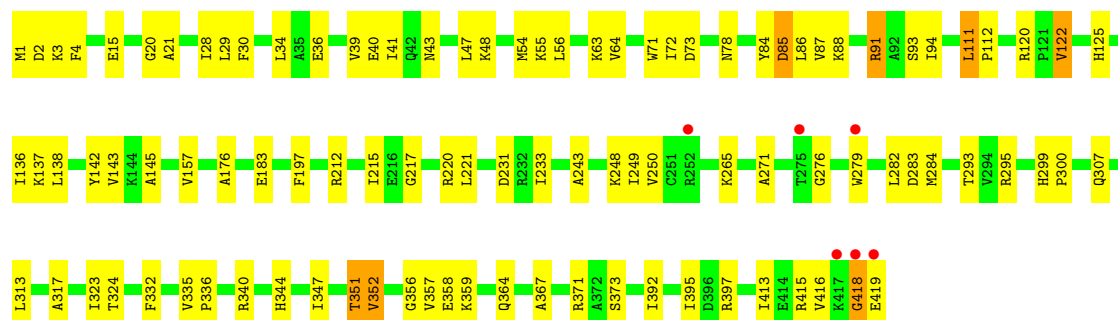 M1 D2 K3 F4 E15 G20 A21 I28 L29 F30 L34 A35 E36 V39 E40 I41 Q42 N43 L47 K48 M54 K55 L56 K63 V64 W71 I72 D73 N78 Y84 D85 L86 V87 K88 R91 A92 S93 I94 L111 P112 R120 P121 V122 H125
I136 K137 L138 Y142 V143 K144 A145 V157 A176 E183 F197 R212 I215 E216 G217 R220 L221 D231 R232 I233 A243 K248 I249 V250 C251 R252 K265 A271 T275 G276 W279 L282 D283 M284 T293 V294 R295 H299 P300 Q307
L313 A317 I323 T324 F332 V335 P336 R340 H344 I347 T351 V352 G356 V357 E358 K359 Q364 A367 R371 A372 S373 I392 I395 D396 R397 I413 E414 R415 V416 K417 G418 E419